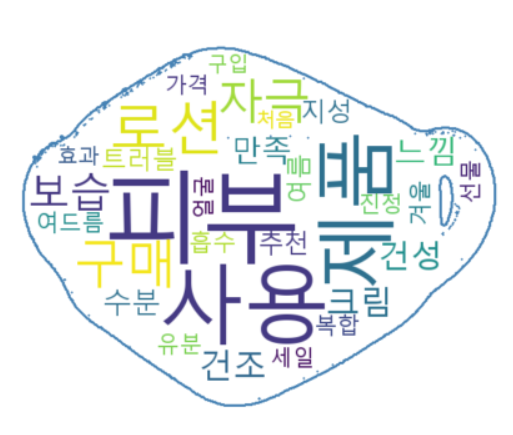 구입
가격
자극
지성
로션
처음
만족
느낌
효과
트러블
여름
제품
선물
보습
피부
얼굴
진정
겨울
여드름
흡수
추천
구매
건성
사용
수분
크림
복합
유분
건조
세일